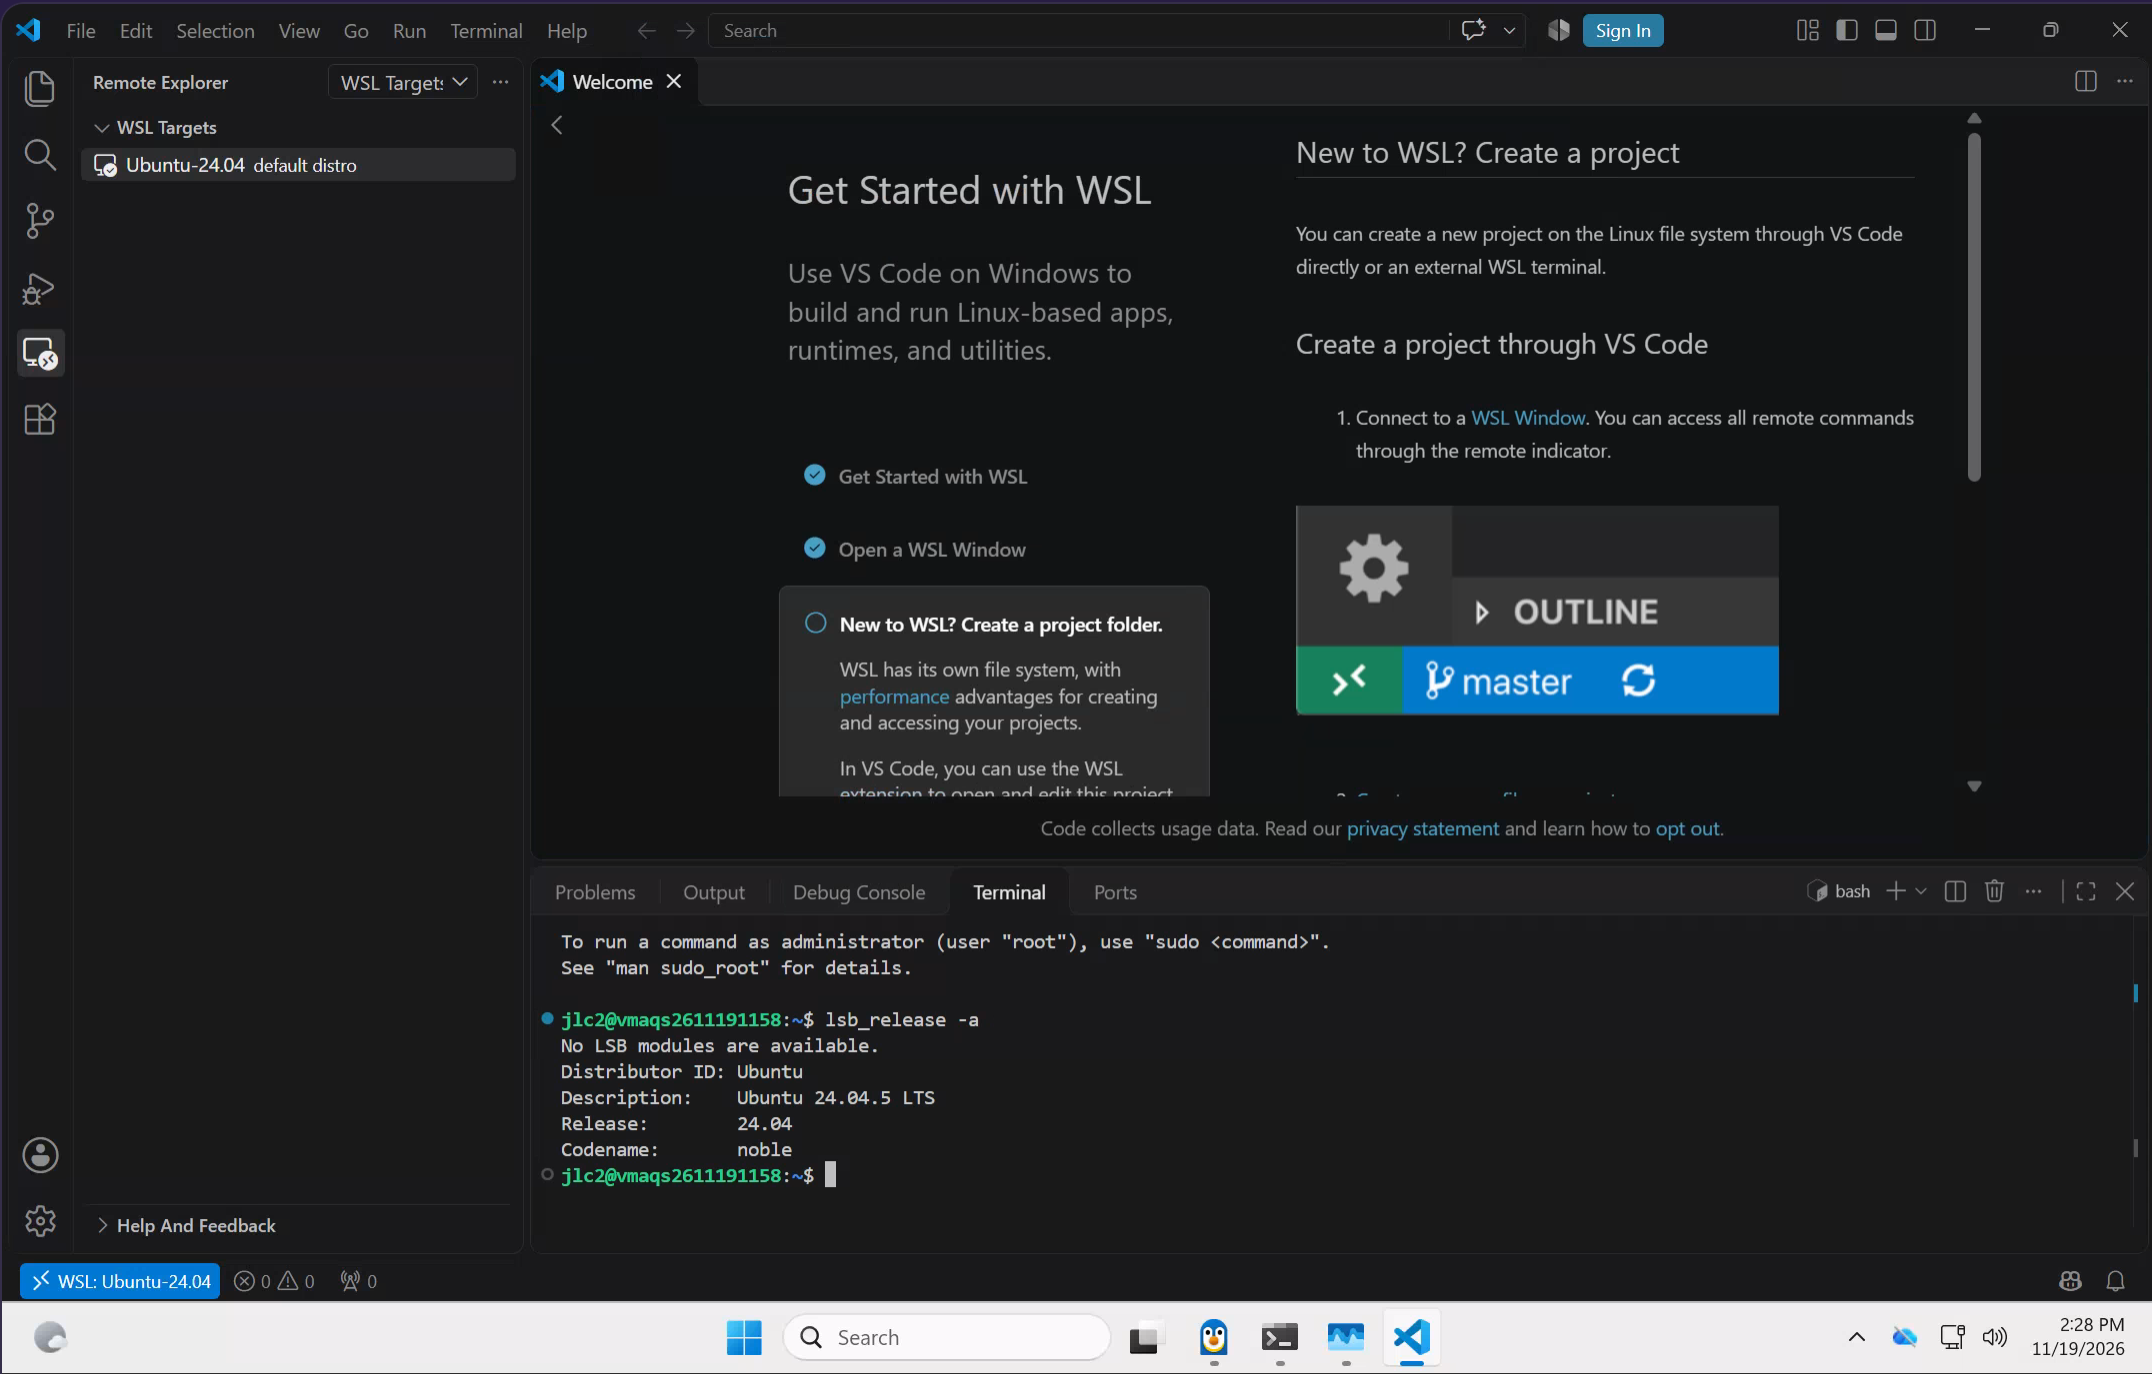 File Edit Selection View Go Run Terminal Help
Search
Sign In
Remote Explorer
WSL Targets
WSL Targets
Ubuntu-24.04 default distro
Help And Feedback
Welcome
Get Started with WSL
Use VS Code on Windows to
build and run Linux-based apps,
runtimes, and utilities.
Get Started with WSL
Open a WSL Window
New to WSL? Create a project folder.
WSL has its own file system, with
performance advantages for creating
and accessing your projects.
In VS Code, you can use the WSL
extension to open and edit this project
New to WSL? Create a project
You can create a new project on the Linux file system through VS Code
directly or an external WSL terminal.
Create a project through VS Code
1. Connect to a WSL Window. You can access all remote commands
through the remote indicator.
OUTLINE
master
Code collects usage data. Read our privacy statement and learn how to opt out.
Problems Output Debug Console Terminal Ports
bash
To run a command as administrator (user "root"), use "sudo <command>".
See "man sudo_root" for details.
jlc2@vmaqs2611191158:~$ lsb_release -a
No LSB modules are available.
Distributor ID: Ubuntu
Description: Ubuntu 24.04.5 LTS
Release: 24.04
Codename: noble
jlc2@vmaqs2611191158:~$
WSL: Ubuntu-24.04 0 0 0
Search
2:28 PM
11/19/2026